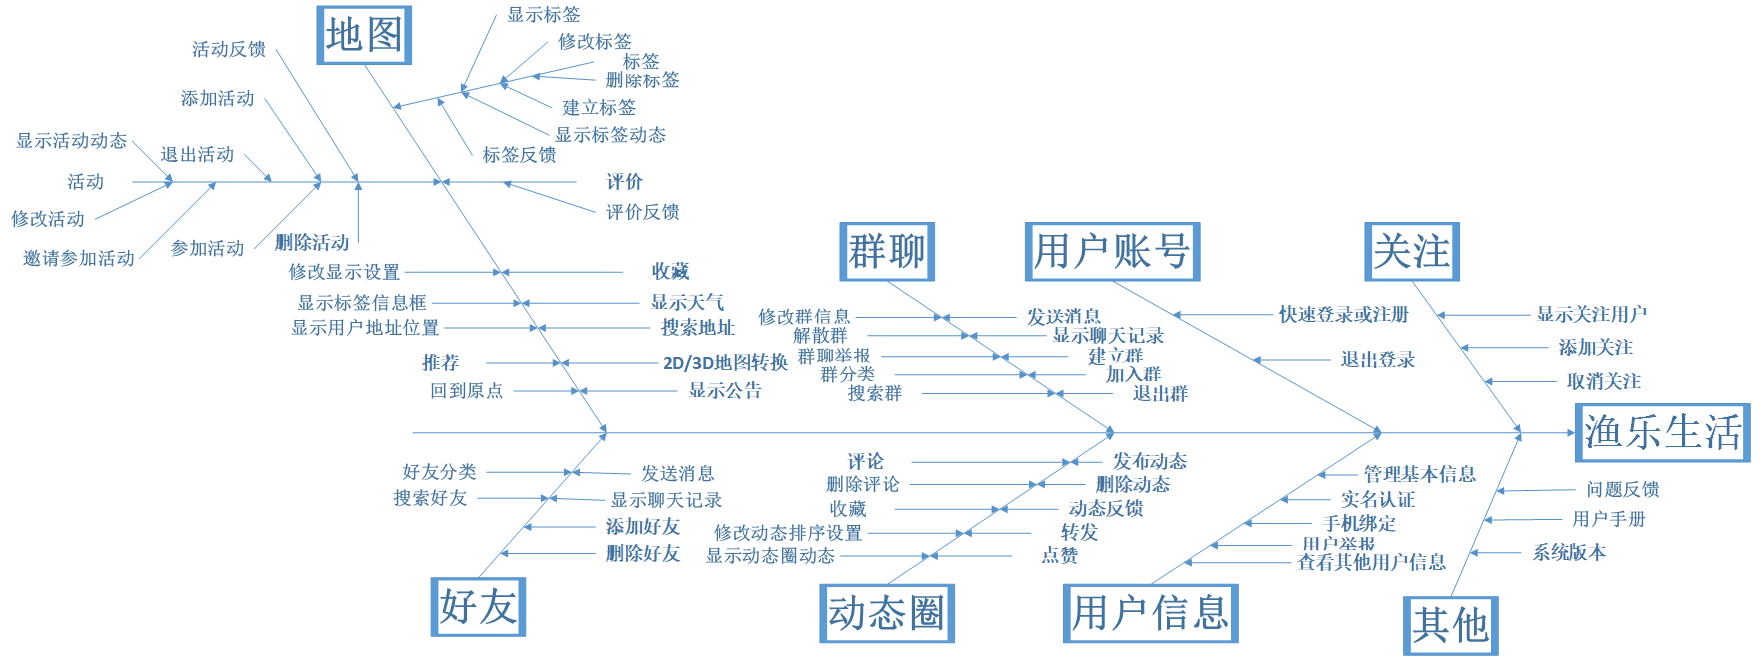 地图
显示标签
修改标签
标签
删除标签
建立标签
显示标签动态
标签反馈
活动反馈
添加活动
显示活动动态
退出活动
活动
修改活动
邀请参加活动
参加活动
删除活动
评价
评价反馈
修改显示设置
收藏
显示标签信息框
显示天气
显示用户地址位置
搜索地址
推荐
2D/3D地图转换
回到原点
显示公告
群聊
修改群信息
发送消息
解散群
显示聊天记录
群聊举报
建立群
群分类
加入群
搜索群
退出群
用户账号
快速登录或注册
退出登录
关注
显示关注用户
添加关注
取消关注
渔乐生活
好友分类
发送消息
搜索好友
显示聊天记录
添加好友
删除好友
好友
评论
发布动态
删除评论
删除动态
收藏
动态反馈
修改动态排序设置
转发
显示动态圈动态
点赞
动态圈
管理基本信息
实名认证
手机绑定
用户举报
查看其他用户信息
用户信息
问题反馈
用户手册
系统版本
其他